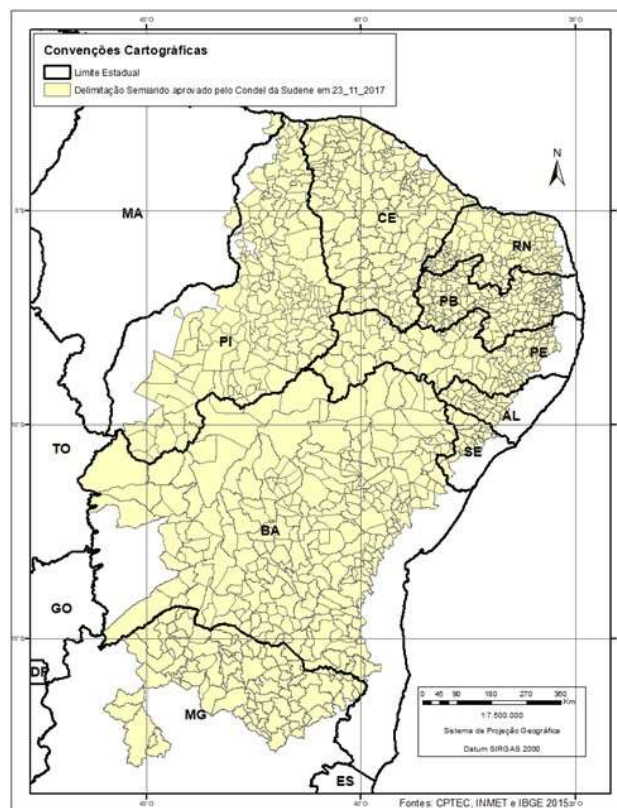 Convenções Cartográficas
Limite Estadual
Delimitação Semiarido aprovado pelo Condel da Sudene em 23_11_2017
N
MA
CE
RN
PB
PI
PE
AL
TO
SE
BA
GO
DF
MG
ES
0 45 90 180 270 360
Km
1:7.500.000
Sistema de Projeção Geográfica
Datum SIRGAS 2000
Fontes: CPTEC, INMET e IBGE 2015